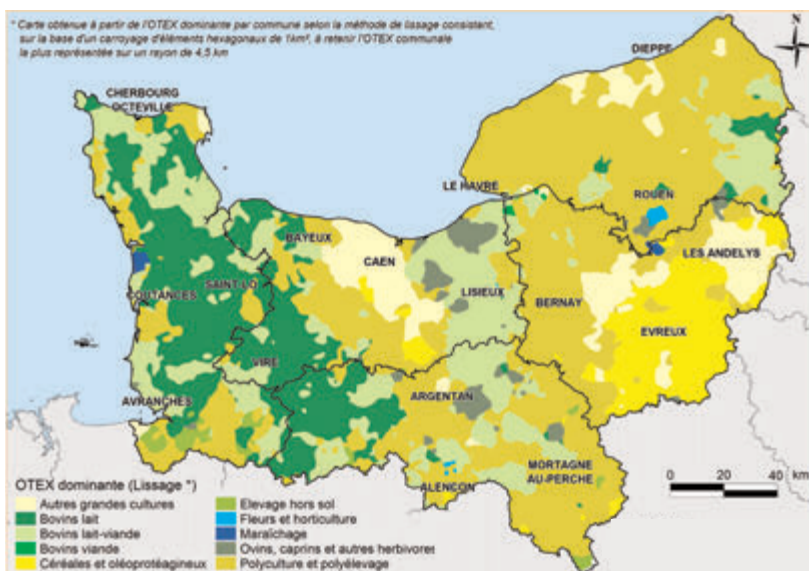 * Carte obtenue à partir de l'OTEX dominante par commune selon la méthode de lissage consistant,
sur la base d'un carroyage d'éléments hexagonaux de 1km², à retenir l'OTEX communale
la plus représentée sur un rayon de 4,5 km
N
DIEPPE
CHERBOURG
OCTEVILLE
LE HAVRE
ROUEN
BAYEUX
CAEN
LES ANDELYS
COUTANCES
SAINT-LO
LISIEUX
BERNAY
EVREUX
VIRE
AVRANCHES
ARGENTAN
MORTAGNE
AU-PERCHE
ALENÇON
0 20 40 km
OTEX dominante (Lissage *)
Autres grandes cultures
Bovins lait
Bovins lait-viande
Bovins viande
Céréales et oléoprotéagineux
Elevage hors sol
Fleurs et horticulture
Maraîchage
Ovins, caprins et autres herbivores
Polyculture et polyélevage